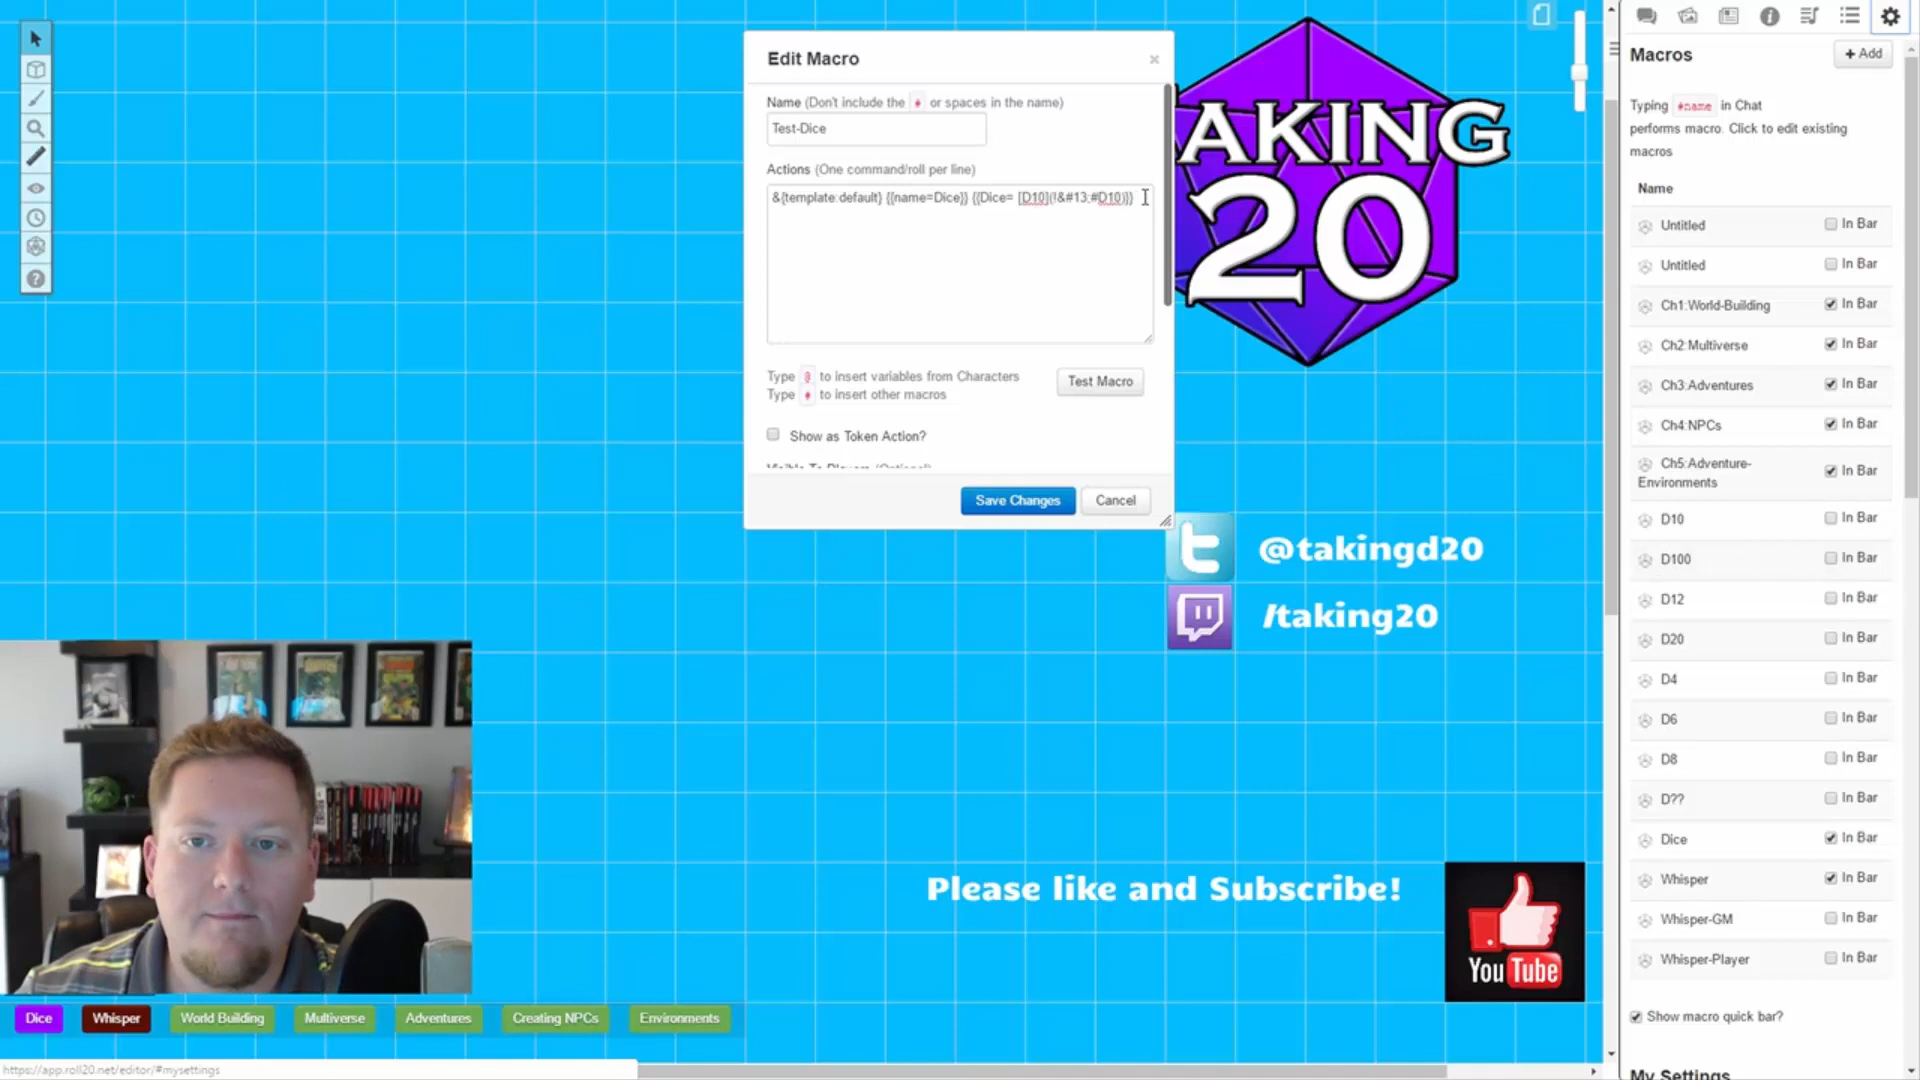 Edit Macro
×
Name (Don't include the # or spaces in the name)
Test-Dice
Actions (One command/roll per line)
&{template:default} {{name=Dice}} {{Dice= [D10](!&#13;#D10)}}
Type @ to insert variables from Characters
Type # to insert other macros
Test Macro
Show as Token Action?
Visible To Players (Optional)
Save Changes
Cancel
TAKING
20
@takingd20
/taking20
Please like and Subscribe!
YouTube
Macros
+ Add
Typing #name in Chat
performs macro. Click to edit existing
macros
Name
Untitled In Bar
Untitled In Bar
Ch1:World-Building In Bar
Ch2:Multiverse In Bar
Ch3:Adventures In Bar
Ch4:NPCs In Bar
Ch5:Adventure-
Environments In Bar
D10 In Bar
D100 In Bar
D12 In Bar
D20 In Bar
D4 In Bar
D6 In Bar
D8 In Bar
D?? In Bar
Dice In Bar
Whisper In Bar
Whisper-GM In Bar
Whisper-Player In Bar
Show macro quick bar?
My Settings
Dice
Whisper
World Building
Multiverse
Adventures
Creating NPCs
Environments
https://app.roll20.net/editor/#mysettings